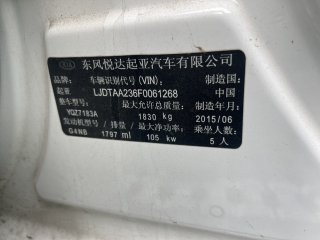 东风悦达起亚汽车有限公司
品牌: 车辆识别代号(VIN): 制造国:
起亚 LJDTAA236F0061268 中国
整车型号: 最大允许总质量: 制造年月:
YQZ7183A 1830 kg 2015/06
发动机型号/排量/最大净功率: 乘坐人数:
G4NB 1797 ml 105 kw 5人